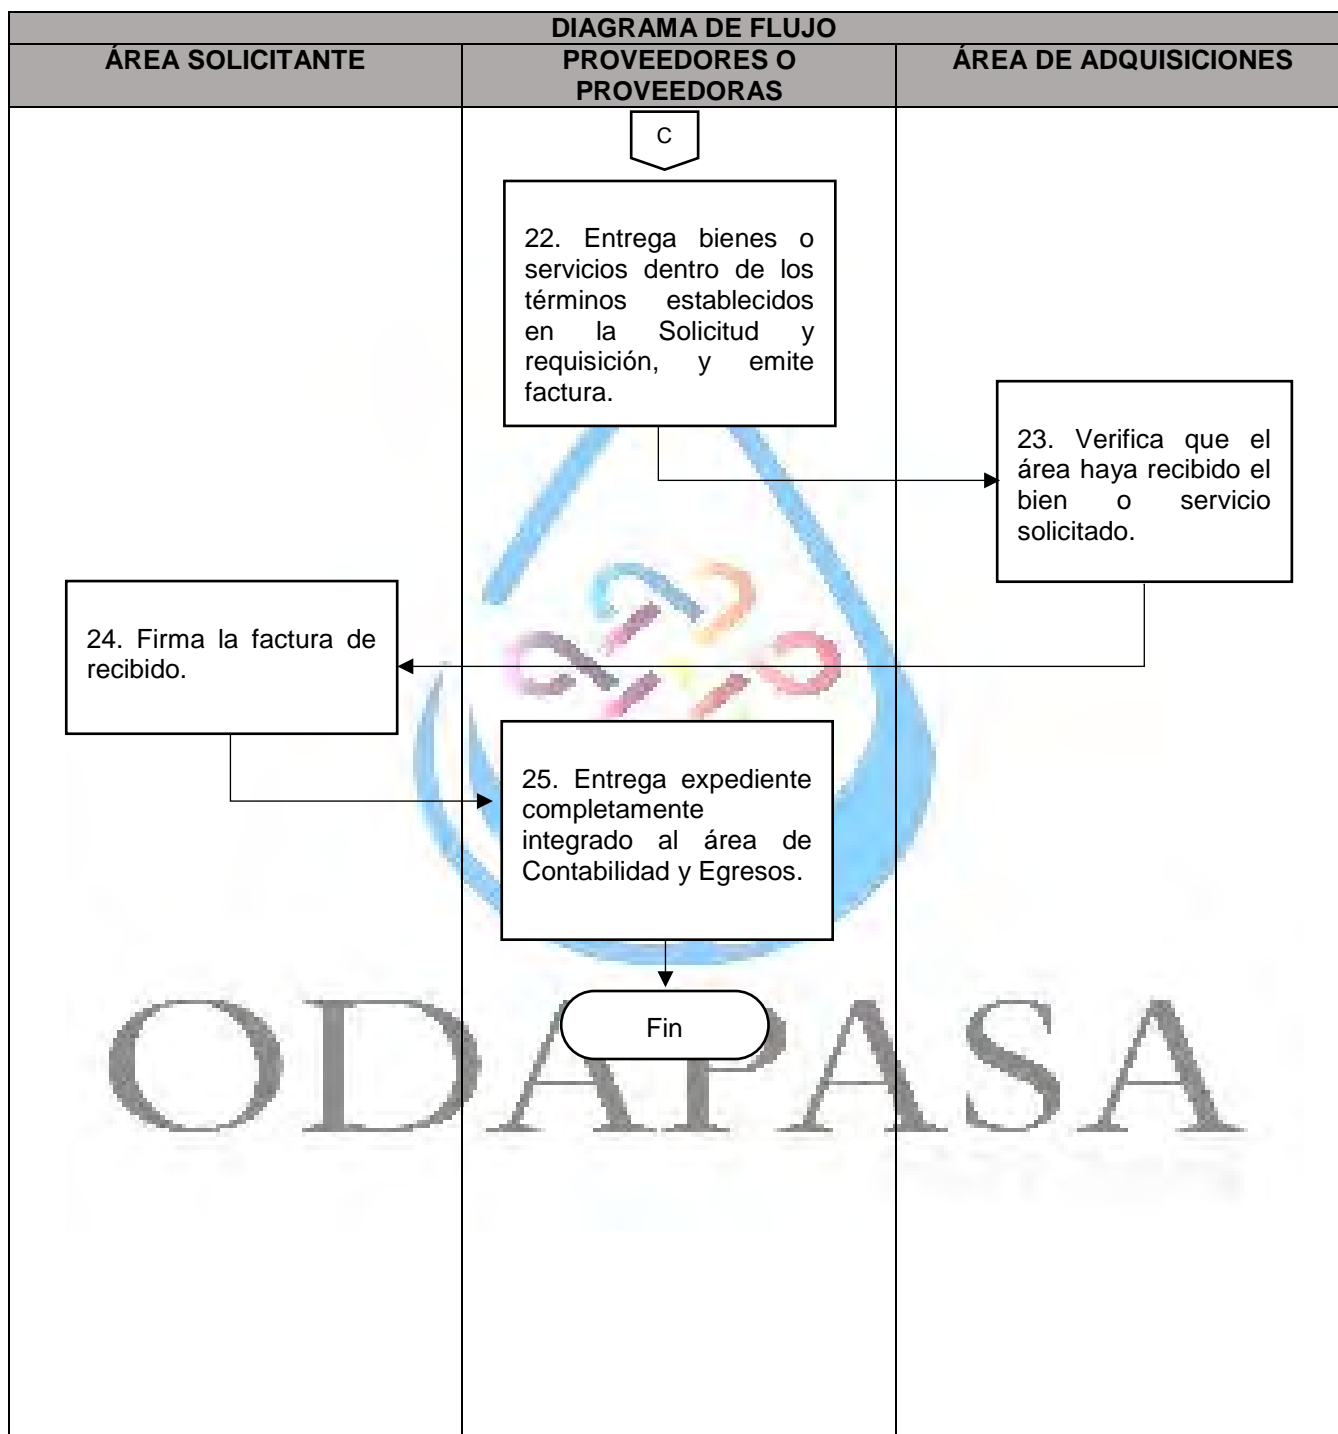 DIAGRAMA DE FLUJO
ÁREA SOLICITANTE
PROVEEDORES O
PROVEEDORAS
ÁREA DE ADQUISICIONES
C
22. Entrega bienes o
servicios dentro de los
términos establecidos
en la Solicitud y
requisición, y emite
factura.
23. Verifica que el
área haya recibido el
bien o servicio
solicitado.
24. Firma la factura de
recibido.
25. Entrega expediente
completamente
integrado al área de
Contabilidad y Egresos.
Fin
ODAPASA